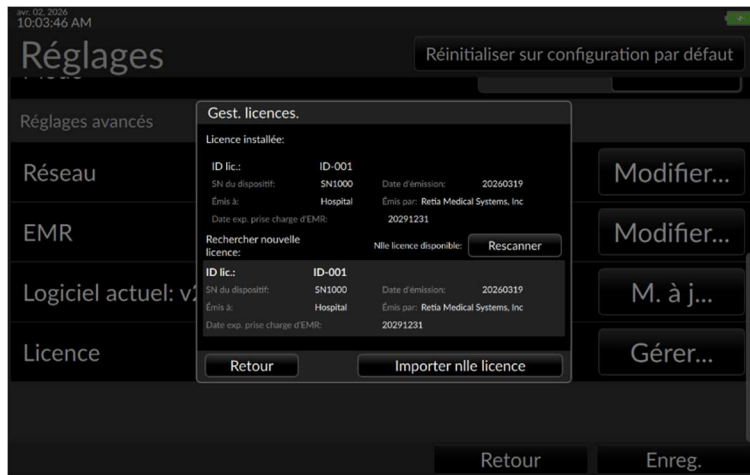 avr. 02, 2026
10:03:46 AM
Réglages
Réinitialiser sur configuration par défaut
Réglages avancés
Gest. licences.
Licence installée:
ID lic.: ID-001
SN du dispositif: SN1000 Date d'émission: 20260319
Émis à: Hospital Émis par: Retia Medical Systems, Inc
Date exp. prise charge d'EMR: 20291231
Rechercher nouvelle licence: Nlle licence disponible: Rescanner
ID lic.: ID-001
SN du dispositif: SN1000 Date d'émission: 20260319
Émis à: Hospital Émis par: Retia Medical Systems, Inc
Date exp. prise charge d'EMR: 20291231
Retour Importer nlle licence
Réseau Modifier...
EMR Modifier...
Logiciel actuel: M. à j...
Licence Gérer...
Retour Enreg.